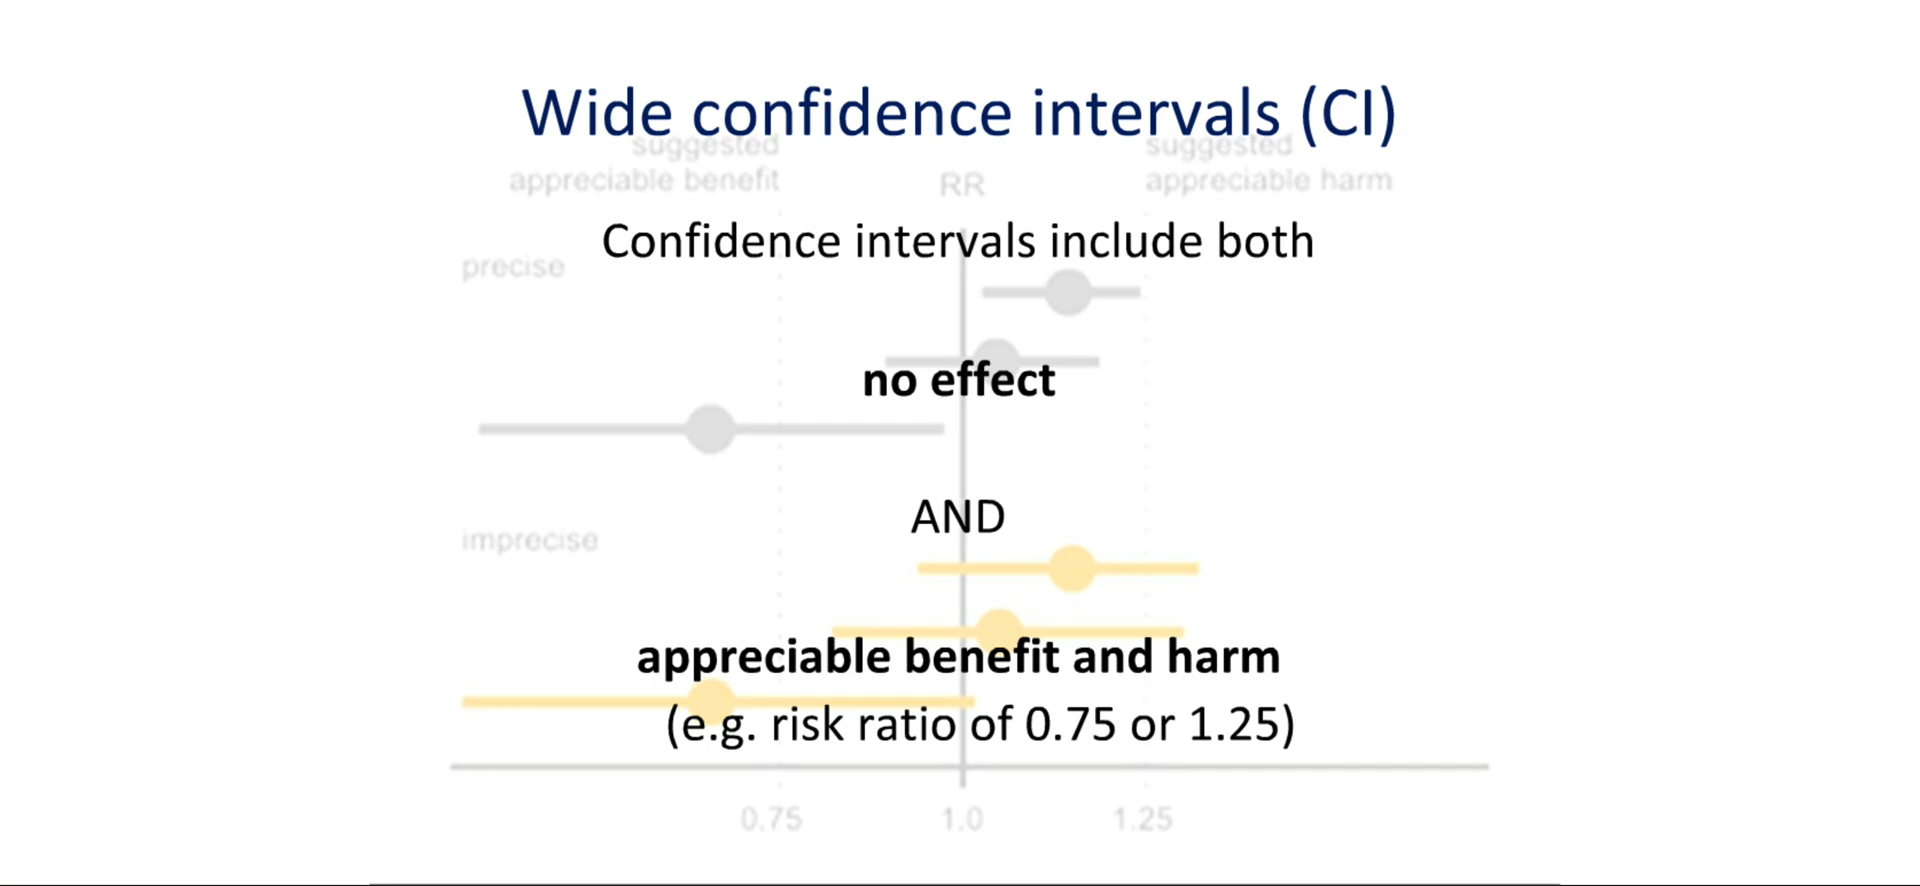 Wide confidence intervals (CI)
suggested
appreciable benefit
RR
suggested
appreciable harm
Confidence intervals include both
precise
no effect
AND
imprecise
appreciable benefit and harm
(e.g. risk ratio of 0.75 or 1.25)
0.75 1.0 1.25